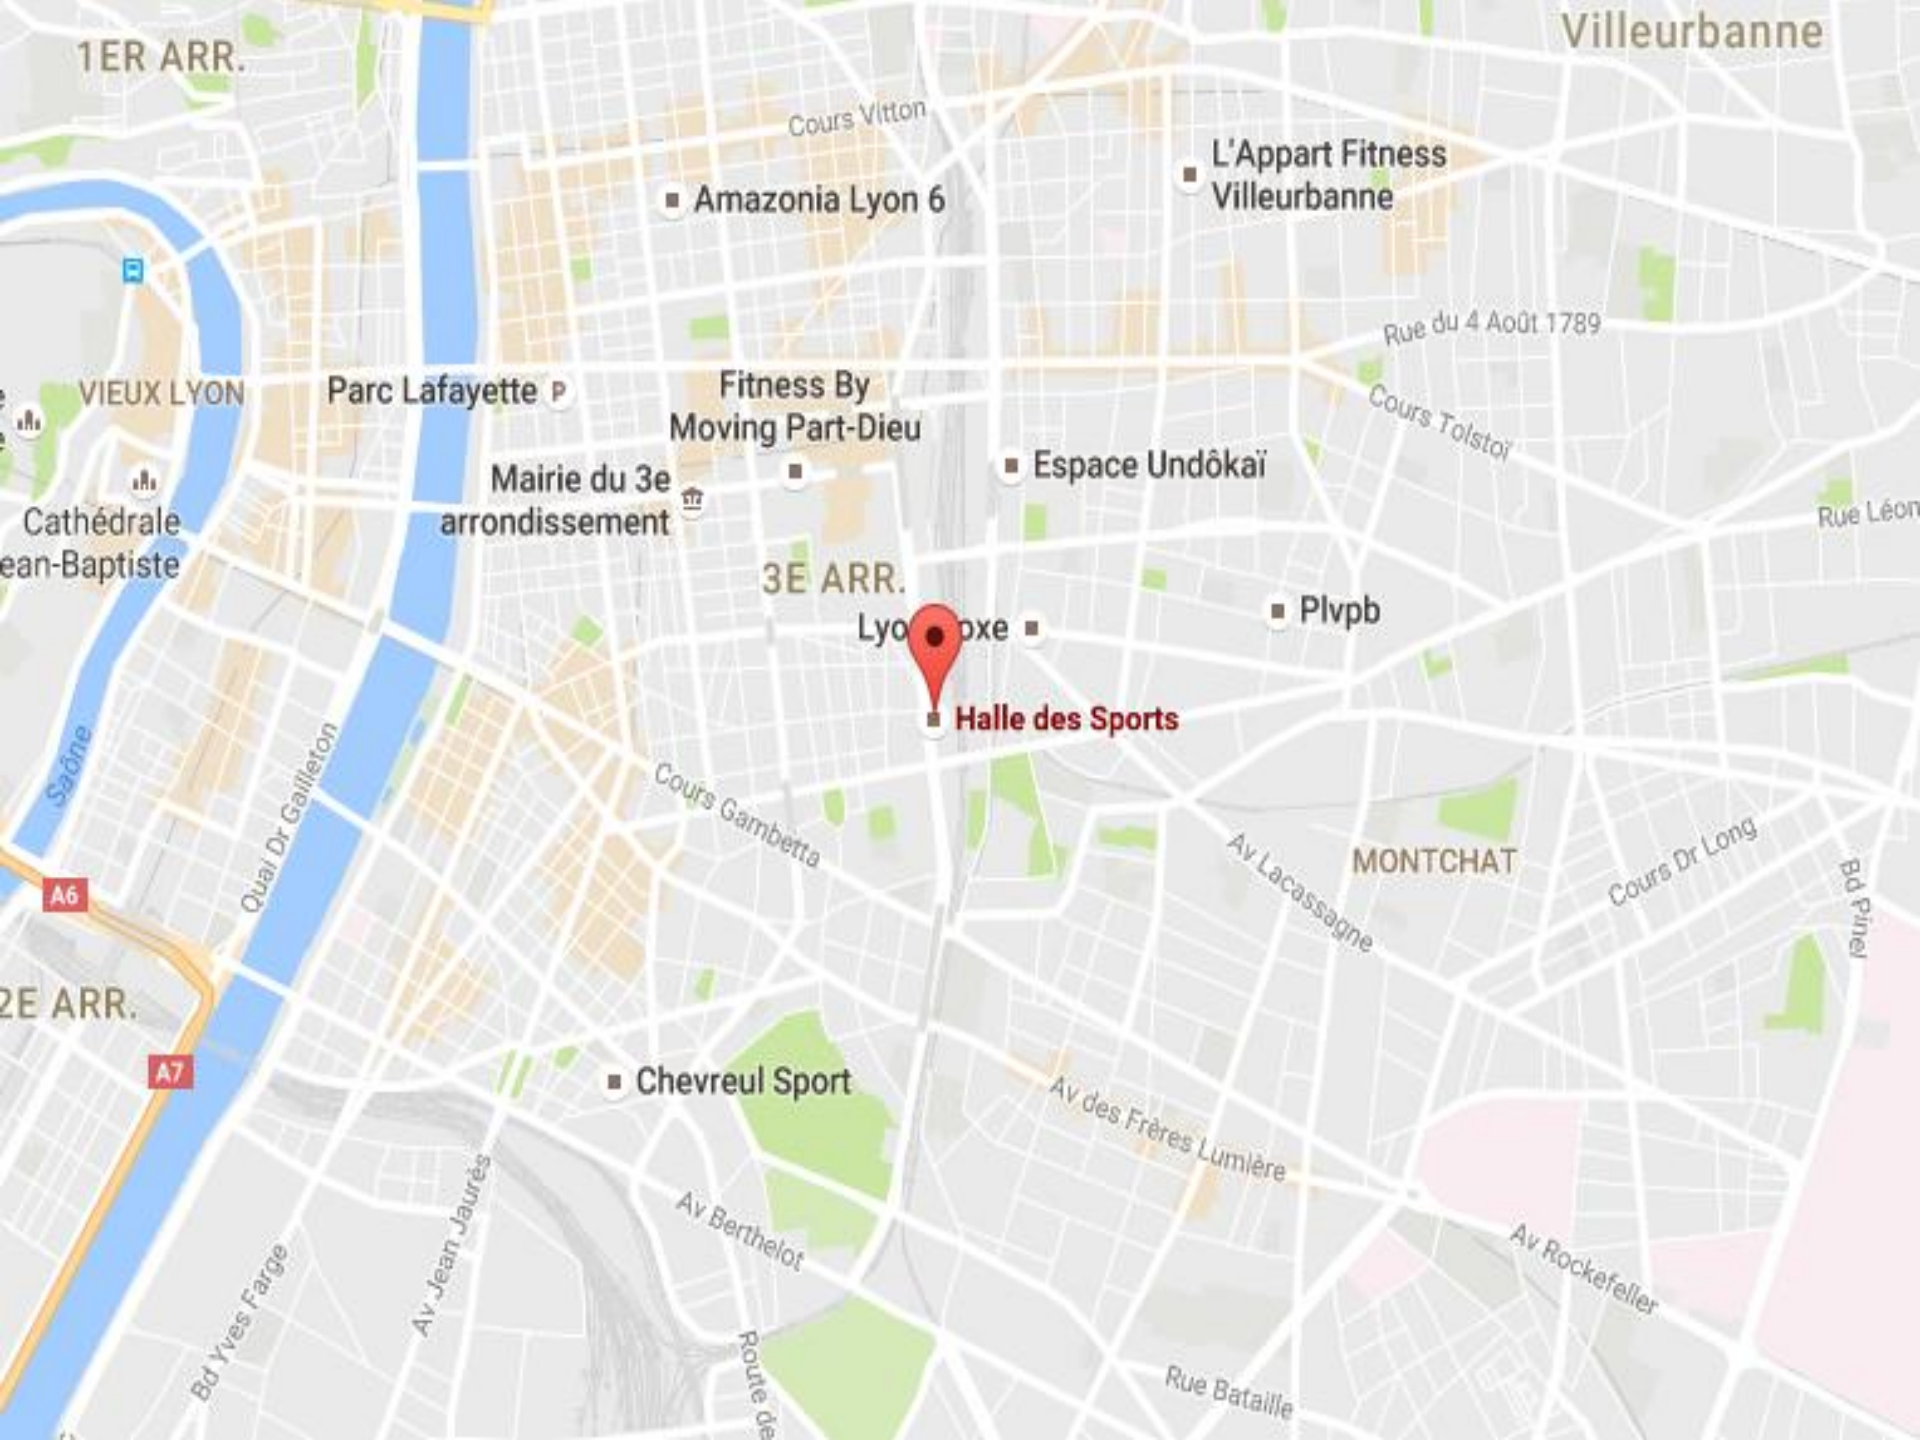 Villeurbanne
1ER ARR.
Cours Vitton
L'Appart Fitness
Villeurbanne
Amazonia Lyon 6
Rue du 4 Août 1789
VIEUX LYON
Parc Lafayette
P
Fitness By
Moving Part-Dieu
Cours Tolstoï
Mairie du 3e
arrondissement
Espace Undôkaï
Cathédrale
ean-Baptiste
Rue Léon
3E ARR.
Plvpb
Lyo oxe
Halle des Sports
Saône
Quai Dr Gailleton
Cours Gambetta
Av Lacassagne
MONTCHAT
Cours Dr Long
Bd Pinel
A6
2E ARR.
A7
Chevreul Sport
Av des Frères Lumière
Av Jean Jaurès
Av Berthelot
Bd Yves Farge
Av Rockefeller
Route de
Rue Bataille